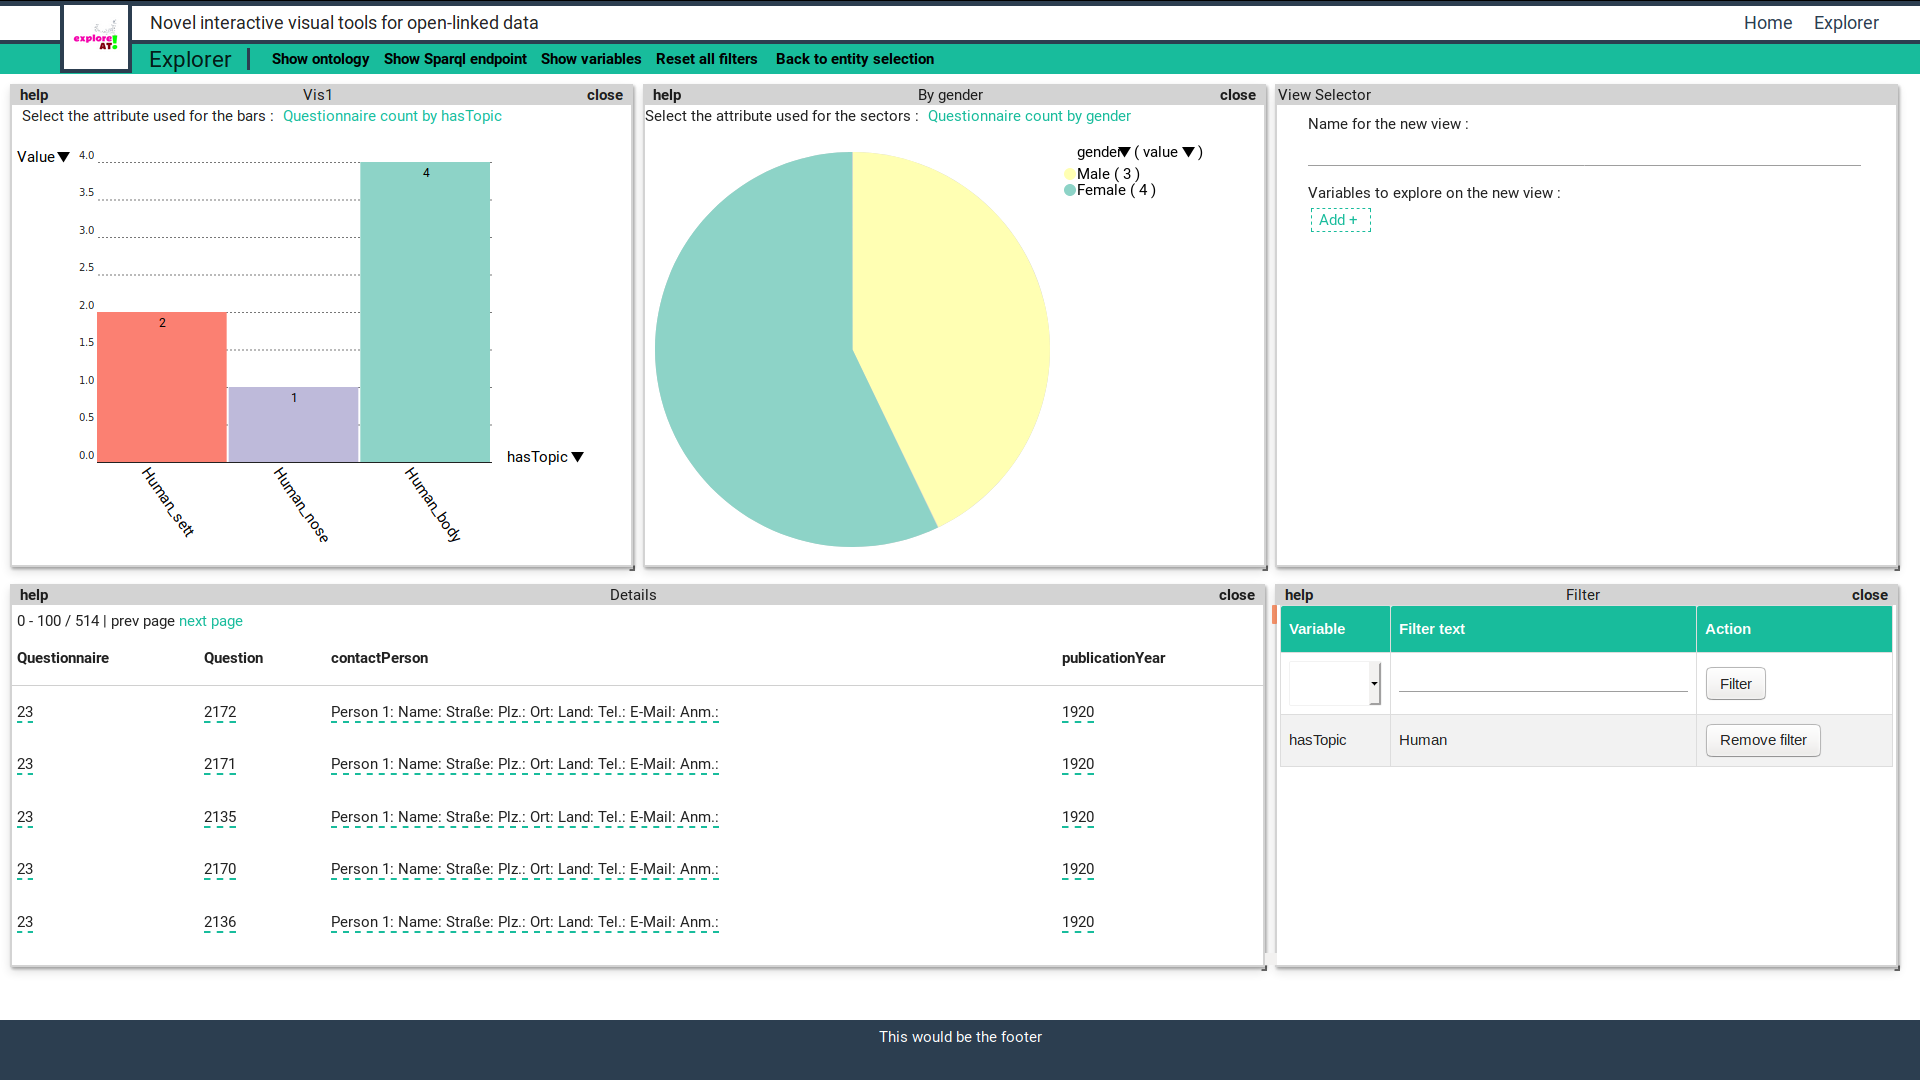 Novel interactive visual tools for open-linked data Home Explorer
explore! AT!
Explorer | Show ontology Show Sparql endpoint Show variables Reset all filters Back to entity selection
help Vis1 close
Select the attribute used for the bars : Questionnaire count by hasTopic
Value
4.0
3.5
3.0
2.5
2.0
1.5
1.0
0.5
0.0
2
1
4
hasTopic
Human_sett
Human_nose
Human_body
help By gender close
Select the attribute used for the sectors : Questionnaire count by gender
gender ( value )
Male ( 3 )
Female ( 4 )
View Selector
Name for the new view :
Variables to explore on the new view :
Add +
help Details close
0 - 100 / 514 | prev page next page
Questionnaire Question contactPerson publicationYear
23 2172 Person 1: Name: Straße: Plz.: Ort: Land: Tel.: E-Mail: Anm.: 1920
23 2171 Person 1: Name: Straße: Plz.: Ort: Land: Tel.: E-Mail: Anm.: 1920
23 2135 Person 1: Name: Straße: Plz.: Ort: Land: Tel.: E-Mail: Anm.: 1920
23 2170 Person 1: Name: Straße: Plz.: Ort: Land: Tel.: E-Mail: Anm.: 1920
23 2136 Person 1: Name: Straße: Plz.: Ort: Land: Tel.: E-Mail: Anm.: 1920
help Filter close
Variable Filter text Action
Filter
hasTopic Human Remove filter
This would be the footer